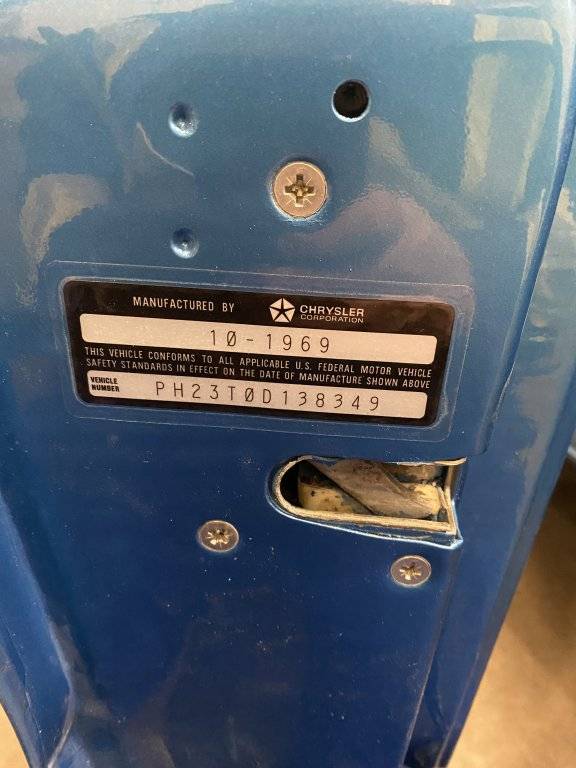 MANUFACTURED BY CHRYSLER CORPORATION
10-1969
THIS VEHICLE CONFORMS TO ALL APPLICABLE U.S. FEDERAL MOTOR VEHICLE
SAFETY STANDARDS IN EFFECT ON THE DATE OF MANUFACTURE SHOWN ABOVE
VEHICLE NUMBER PH23T0D138349